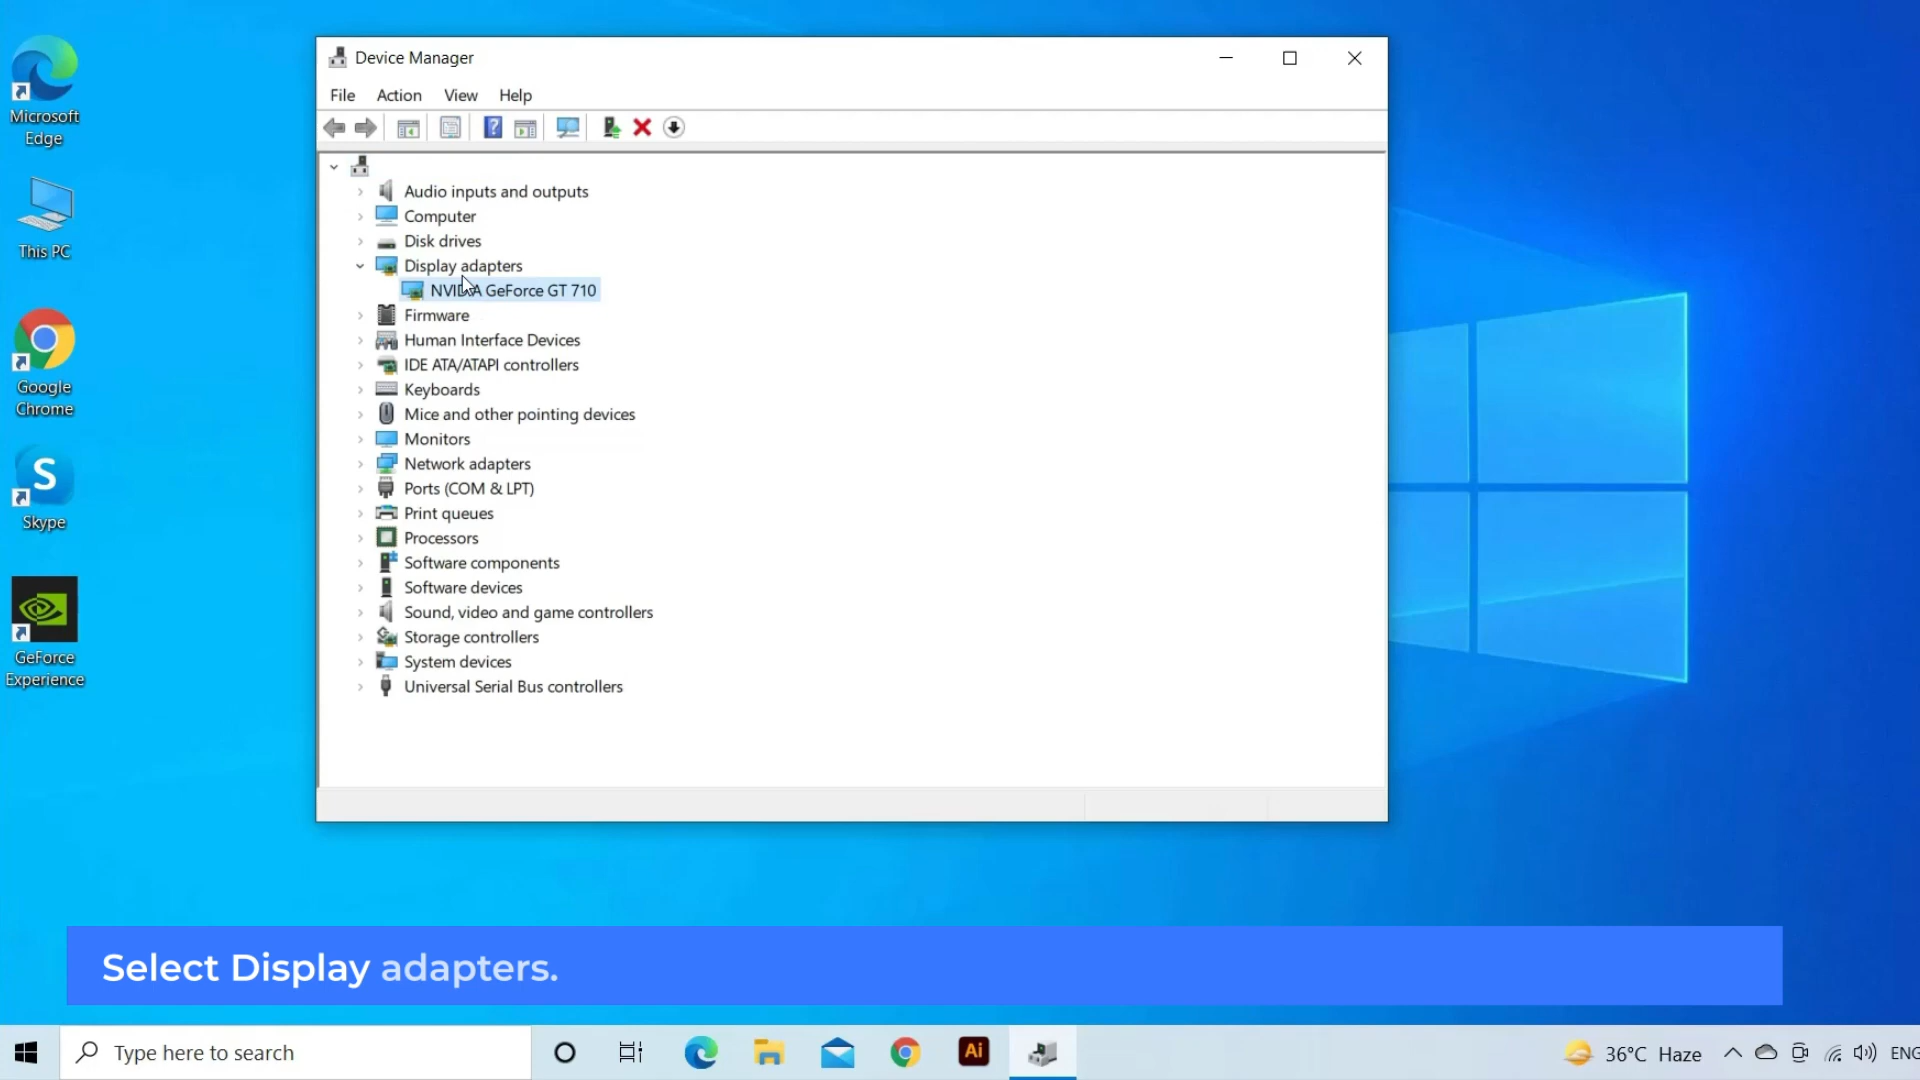 Device Manager
File Action View Help
Audio inputs and outputs
Computer
Disk drives
Display adapters
NVIDIA GeForce GT 710
Firmware
Human Interface Devices
IDE ATA/ATAPI controllers
Keyboards
Mice and other pointing devices
Monitors
Network adapters
Ports (COM & LPT)
Print queues
Processors
Software components
Software devices
Sound, video and game controllers
Storage controllers
System devices
Universal Serial Bus controllers
Microsoft
Edge
This PC
Google
Chrome
S
Skype
GeForce
Experience
Select Display adapters.
Type here to search
Ai
36°C Haze
ENG